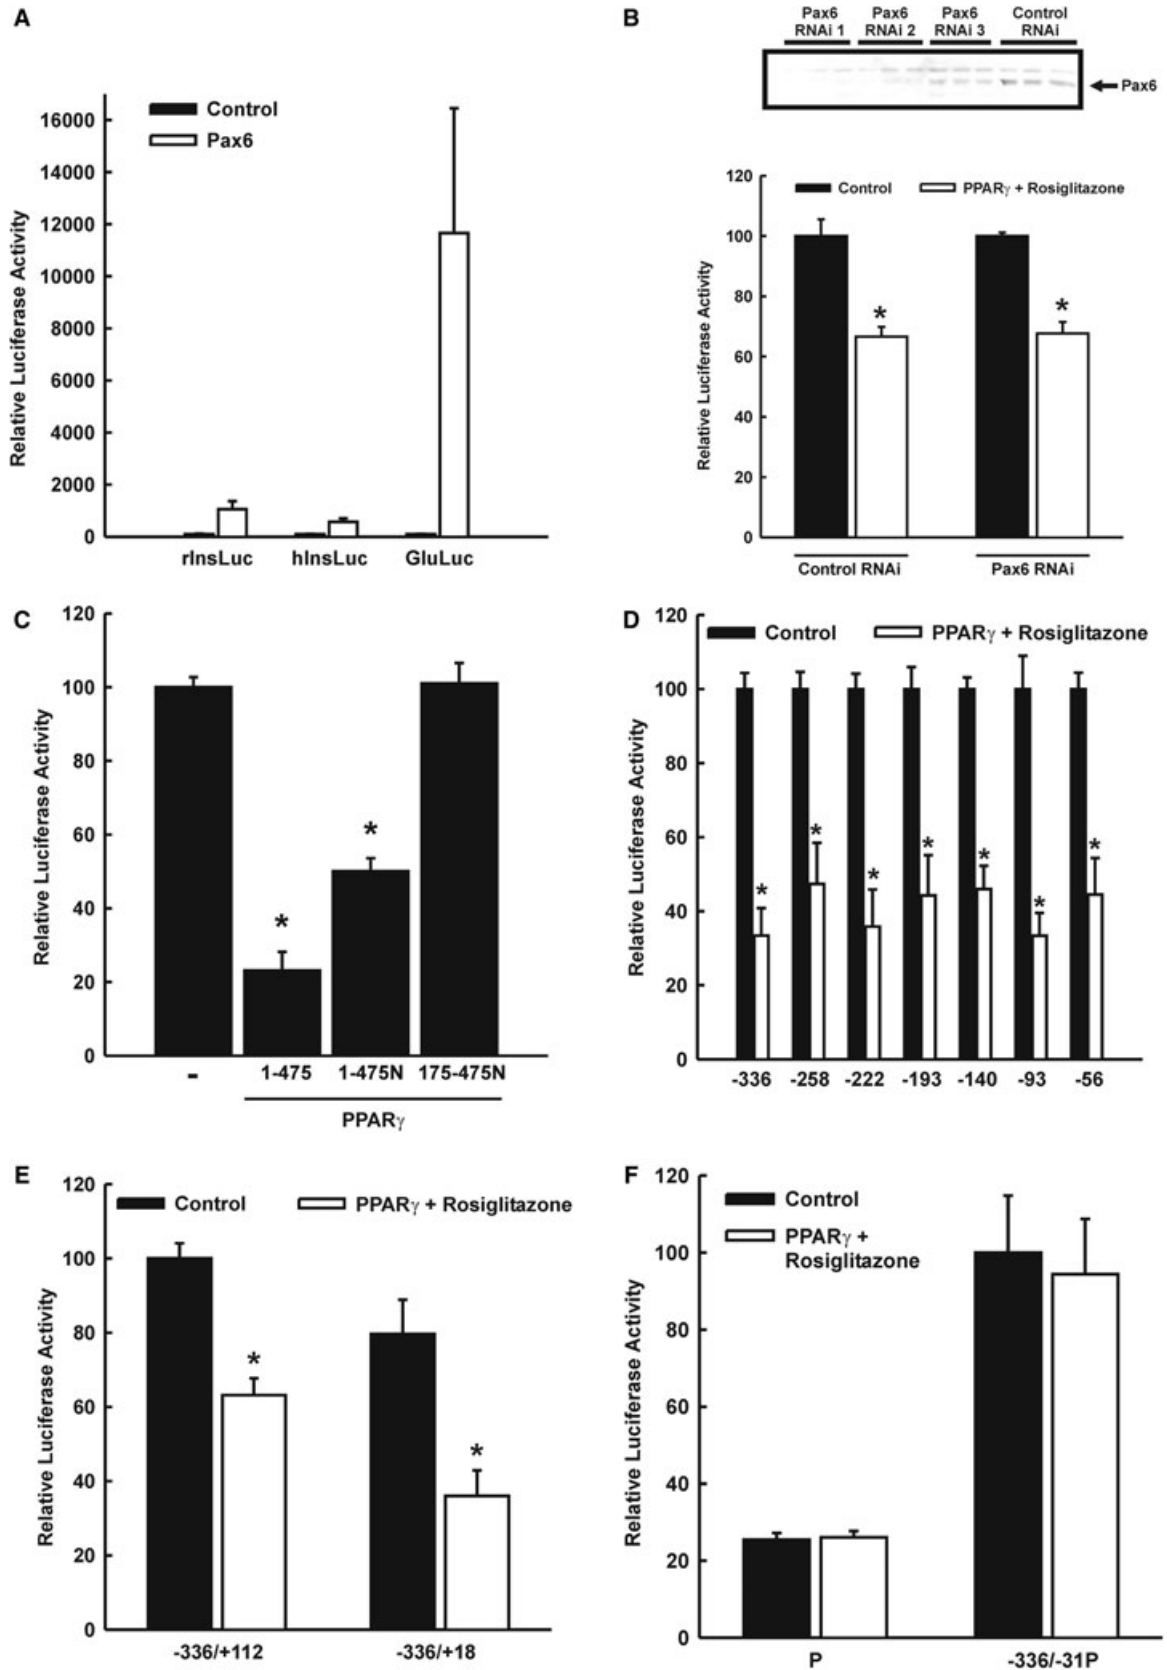 A
Relative Luciferase Activity
16000
14000
12000
10000
8000
6000
4000
2000
0
Control
Pax6
rInsLuc hInsLuc GluLuc
B
Pax6 Pax6 Pax6 Control
RNAi 1 RNAi 2 RNAi 3 RNAi
Pax6
Relative Luciferase Activity
120
100
80
60
40
20
0
Control PPARγ + Rosiglitazone
* *
Control RNAi Pax6 RNAi
C
Relative Luciferase Activity
120
100
80
60
40
20
0
* *
- 1-475 1-475N 175-475N
PPARγ
D
Relative Luciferase Activity
120
100
80
60
40
20
0
Control PPARγ + Rosiglitazone
* * * * * * *
-336 -258 -222 -193 -140 -93 -56
E
Relative Luciferase Activity
120
100
80
60
40
20
0
Control PPARγ + Rosiglitazone
* *
-336/+112 -336/+18
F
Relative Luciferase Activity
120
100
80
60
40
20
0
Control
PPARγ +
Rosiglitazone
P -336/-31P